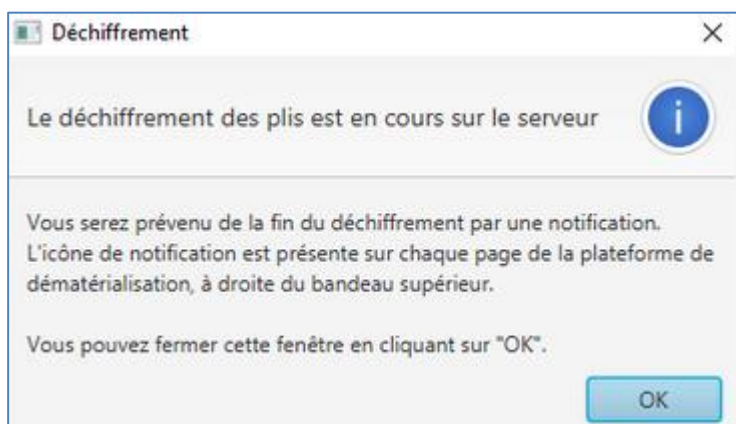 Déchiffrement
Le déchiffrement des plis est en cours sur le serveur
Vous serez prévenu de la fin du déchiffrement par une notification.
L'icône de notification est présente sur chaque page de la plateforme de
dématérialisation, à droite du bandeau supérieur.
Vous pouvez fermer cette fenêtre en cliquant sur "OK".
OK